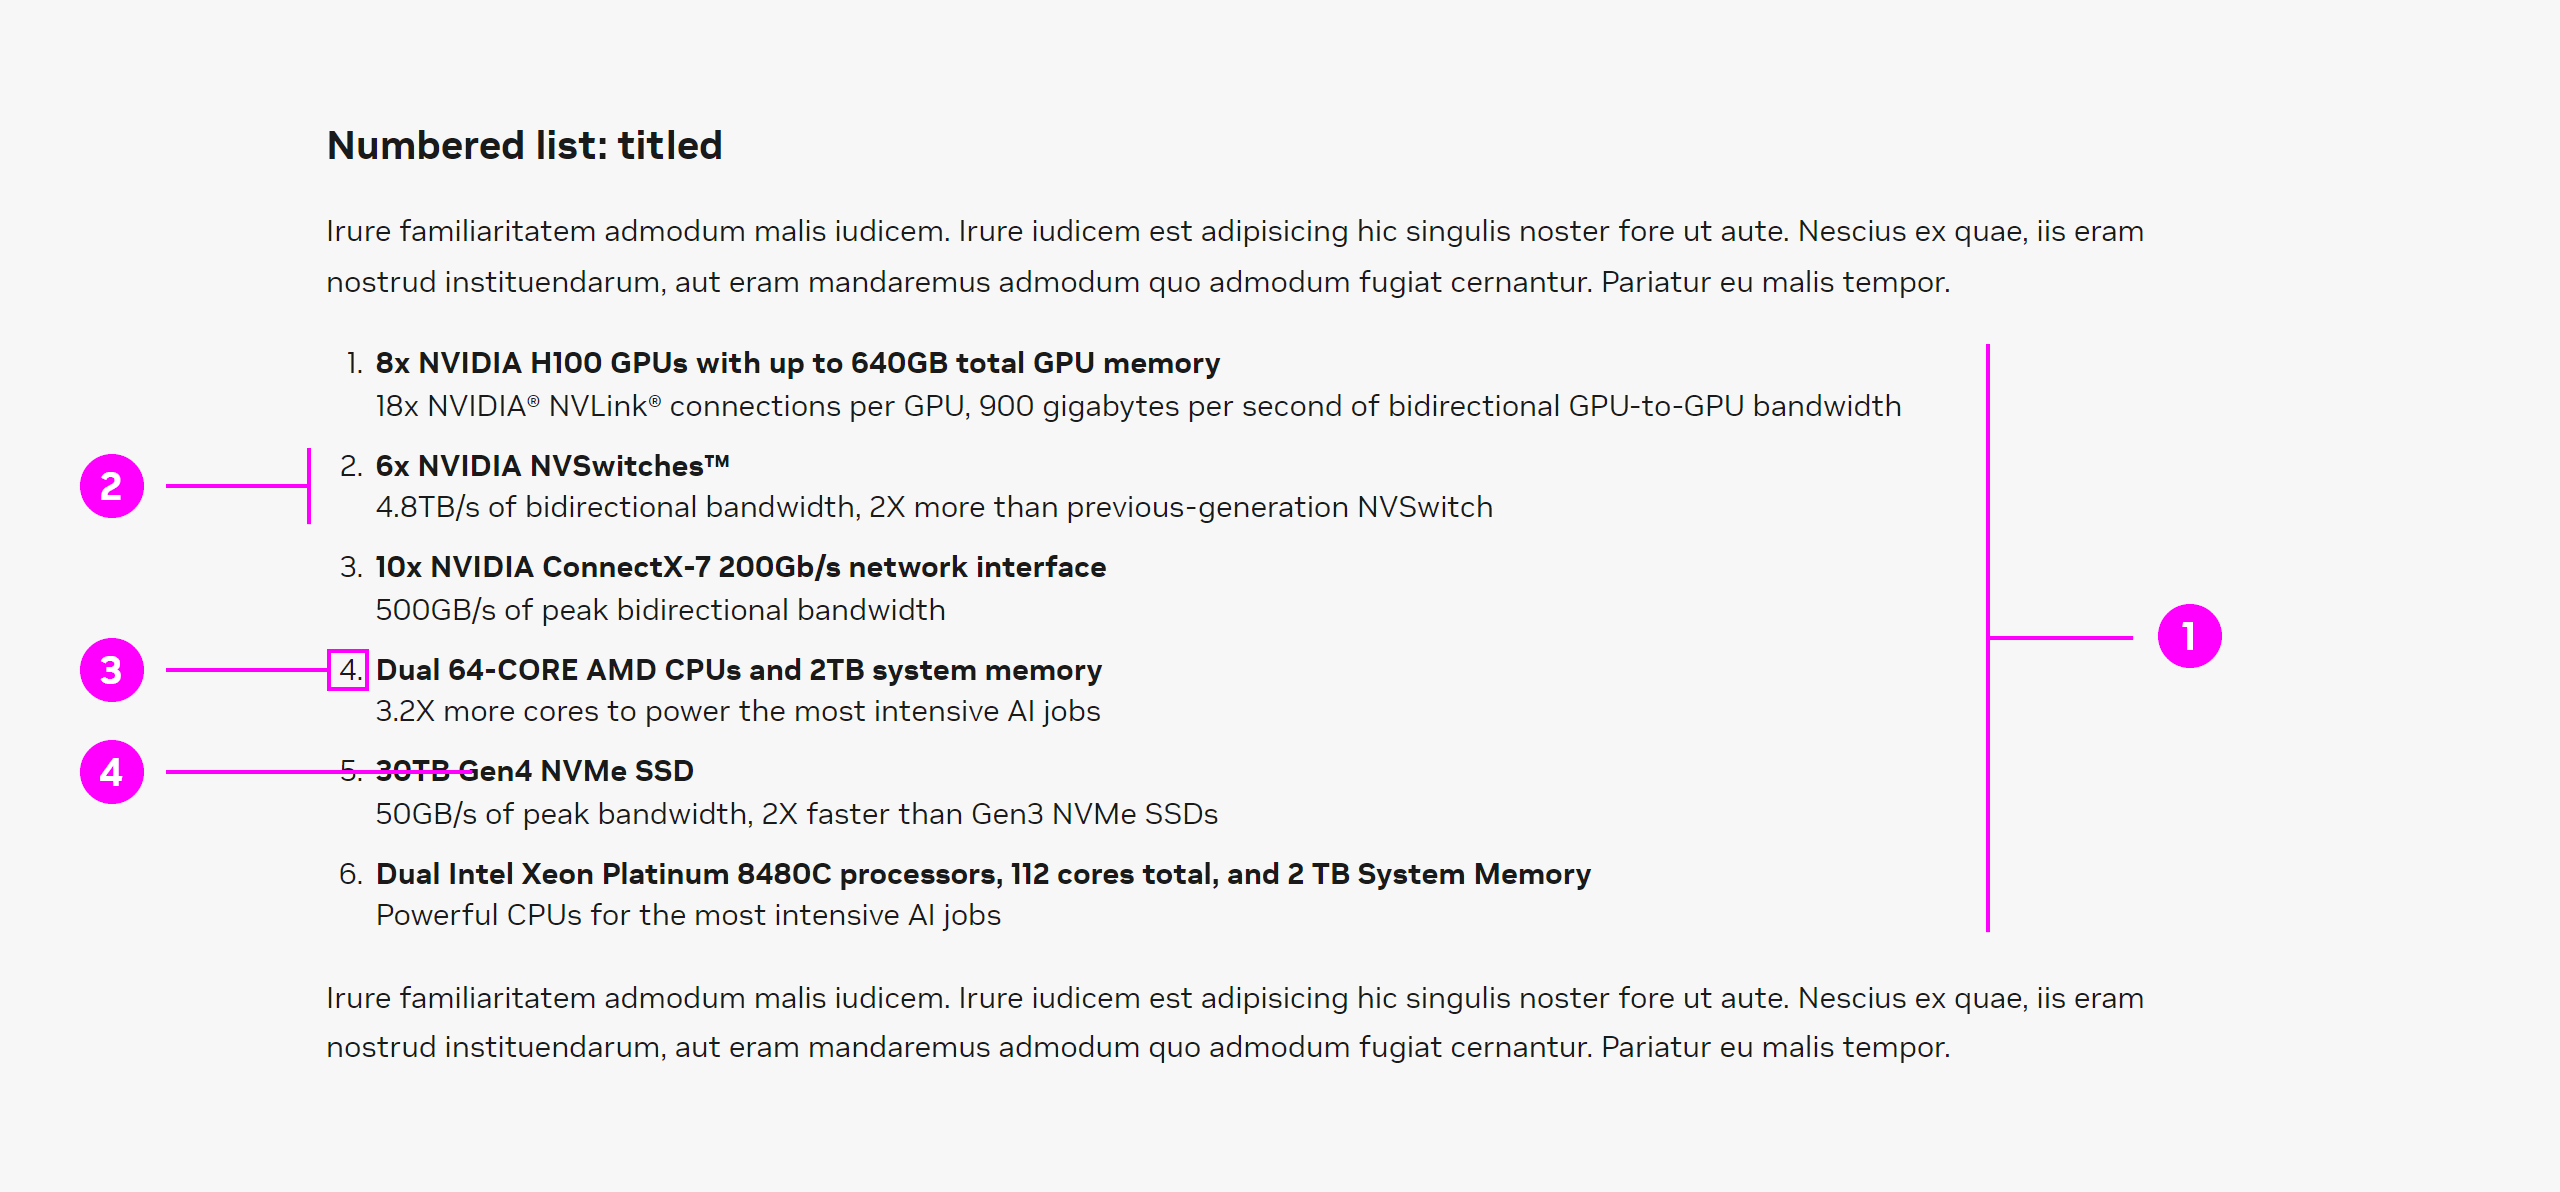 Numbered list: titled
Irure familiaritatem admodum malis iudicem. Irure iudicem est adipisicing hic singulis noster fore ut aute. Nescius ex quae, iis eram
nostrud instituendarum, aut eram mandaremus admodum quo admodum fugiat cernantur. Pariatur eu malis tempor.
1. 8x NVIDIA H100 GPUs with up to 640GB total GPU memory
18x NVIDIA® NVLink® connections per GPU, 900 gigabytes per second of bidirectional GPU-to-GPU bandwidth
2
2. 6x NVIDIA NVSwitches™
4.8TB/s of bidirectional bandwidth, 2X more than previous-generation NVSwitch
3. 10x NVIDIA ConnectX-7 200Gb/s network interface
500GB/s of peak bidirectional bandwidth
1
3
4. Dual 64-CORE AMD CPUs and 2TB system memory
3.2X more cores to power the most intensive AI jobs
4
5. 30TB Gen4 NVMe SSD
50GB/s of peak bandwidth, 2X faster than Gen3 NVMe SSDs
6. Dual Intel Xeon Platinum 8480C processors, 112 cores total, and 2 TB System Memory
Powerful CPUs for the most intensive AI jobs
Irure familiaritatem admodum malis iudicem. Irure iudicem est adipisicing hic singulis noster fore ut aute. Nescius ex quae, iis eram
nostrud instituendarum, aut eram mandaremus admodum quo admodum fugiat cernantur. Pariatur eu malis tempor.